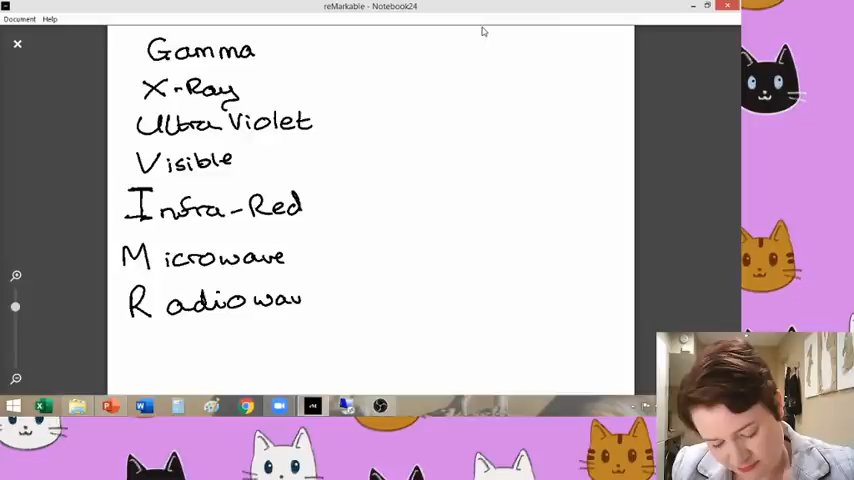 reMarkable - Notebook24
Document Help
Gamma
X-Ray
Ultra Violet
Visible
Infra-Red
Microwave
Radiowav